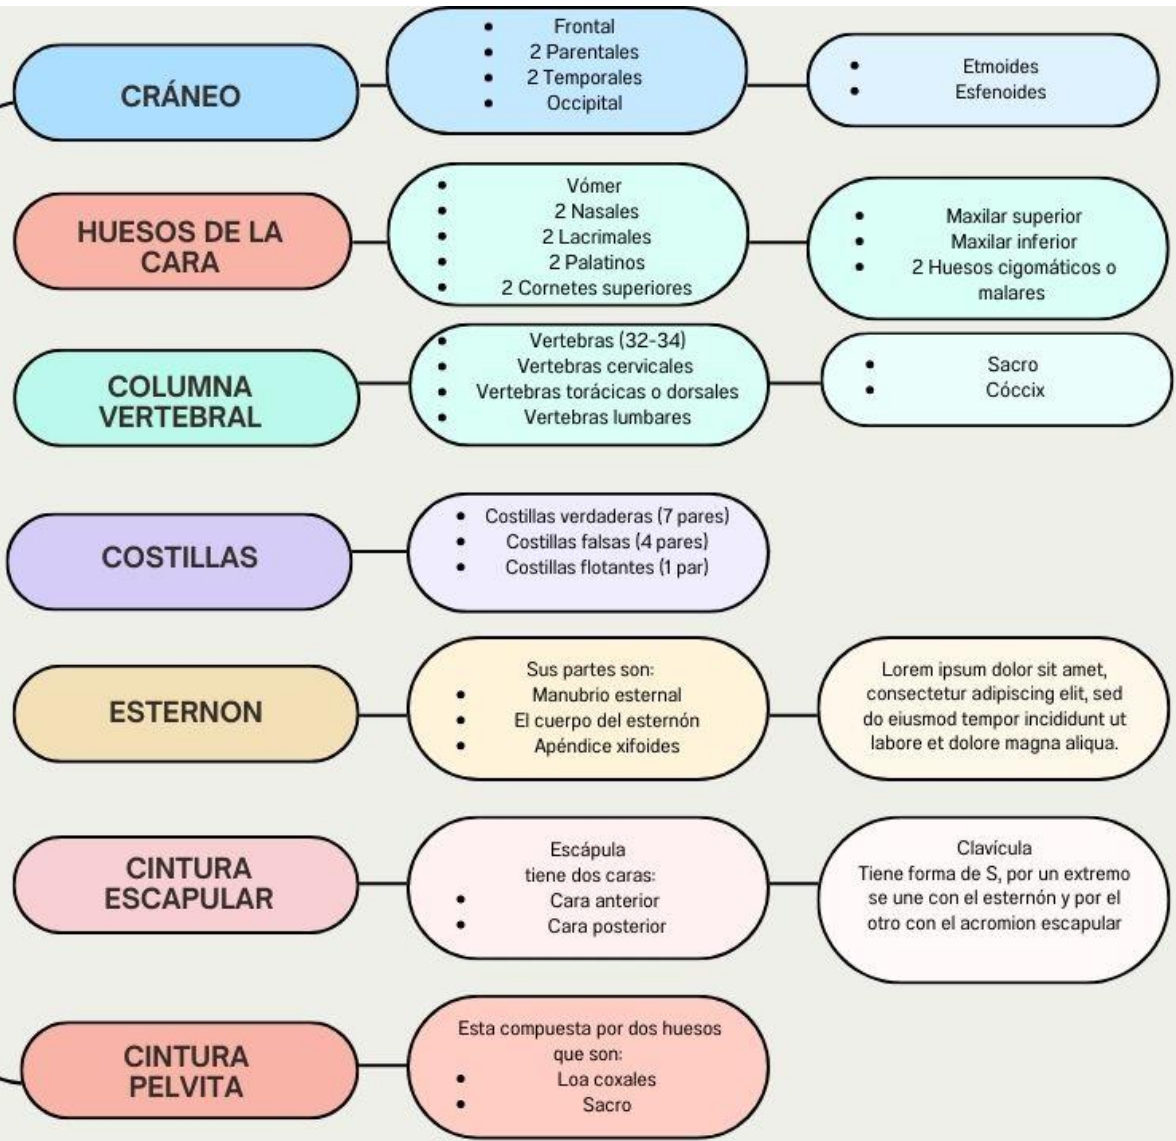 CRÁNEO
• Frontal
• 2 Parentales
• 2 Temporales
• Occipital
• Etmoides
• Esfenoides
HUESOS DE LA
CARA
• Vómer
• 2 Nasales
• 2 Lacrimales
• 2 Palatinos
• 2 Cornetes superiores
• Maxilar superior
• Maxilar inferior
• 2 Huesos cigomáticos o
malares
COLUMNA
VERTEBRAL
• Vertebras (32-34)
• Vertebras cervicales
• Vertebras torácicas o dorsales
• Vertebras lumbares
• Sacro
• Cóccix
COSTILLAS
• Costillas verdaderas (7 pares)
• Costillas falsas (4 pares)
• Costillas flotantes (1 par)
ESTERNON
Sus partes son:
• Manubrio esternal
• El cuerpo del esternón
• Apéndice xifoides
Lorem ipsum dolor sit amet,
consectetur adipiscing elit, sed
do eiusmod tempor incididunt ut
labore et dolore magna aliqua.
CINTURA
ESCAPULAR
Escápula
tiene dos caras:
• Cara anterior
• Cara posterior
Clavícula
Tiene forma de S, por un extremo
se une con el esternón y por el
otro con el acromion escapular
CINTURA
PELVITA
Esta compuesta por dos huesos
que son:
• Loa coxales
• Sacro